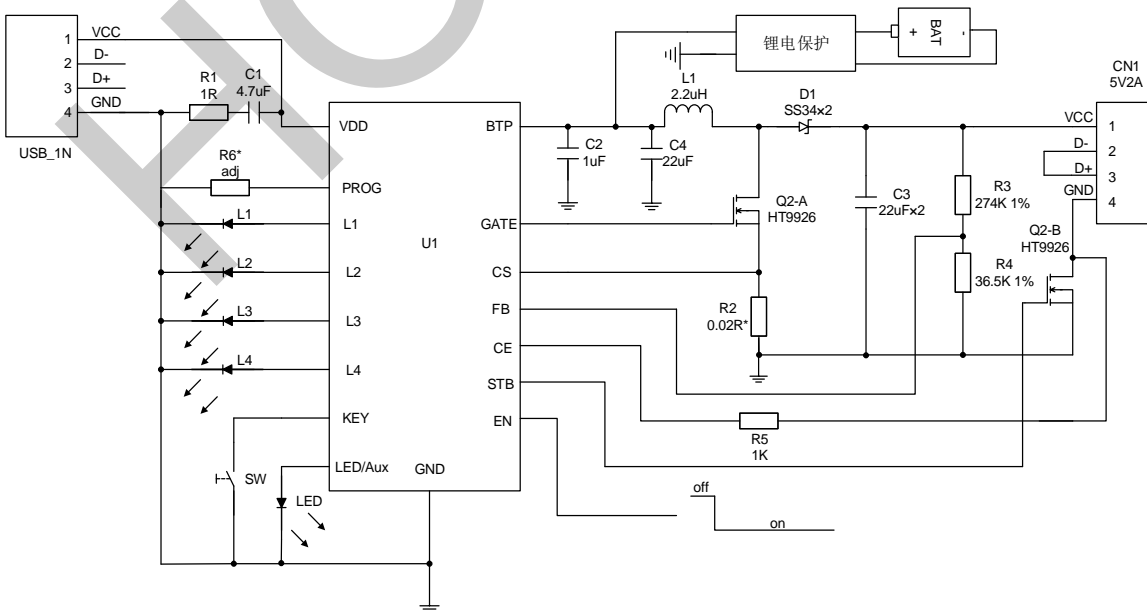 1
VCC
2
D-
3
D+
4
GND
USB_1N
R1
1R
C1
4.7uF
R6*
adj
L1
L2
L3
L4
SW
LED
VDD
PROG
L1
L2
L3
L4
KEY
LED/Aux
GND
U1
BTP
GATE
CS
FB
CE
STB
EN
C2
1uF
C4
22uF
L1
2.2uH
锂电保护
+ BAT -
D1
SS34×2
Q2-A
HT9926
R2
0.02R*
C3
22uF×2
R3
274K 1%
R4
36.5K 1%
Q2-B
HT9926
R5
1K
off
on
CN1
5V2A
VCC
1
D-
2
D+
3
GND
4